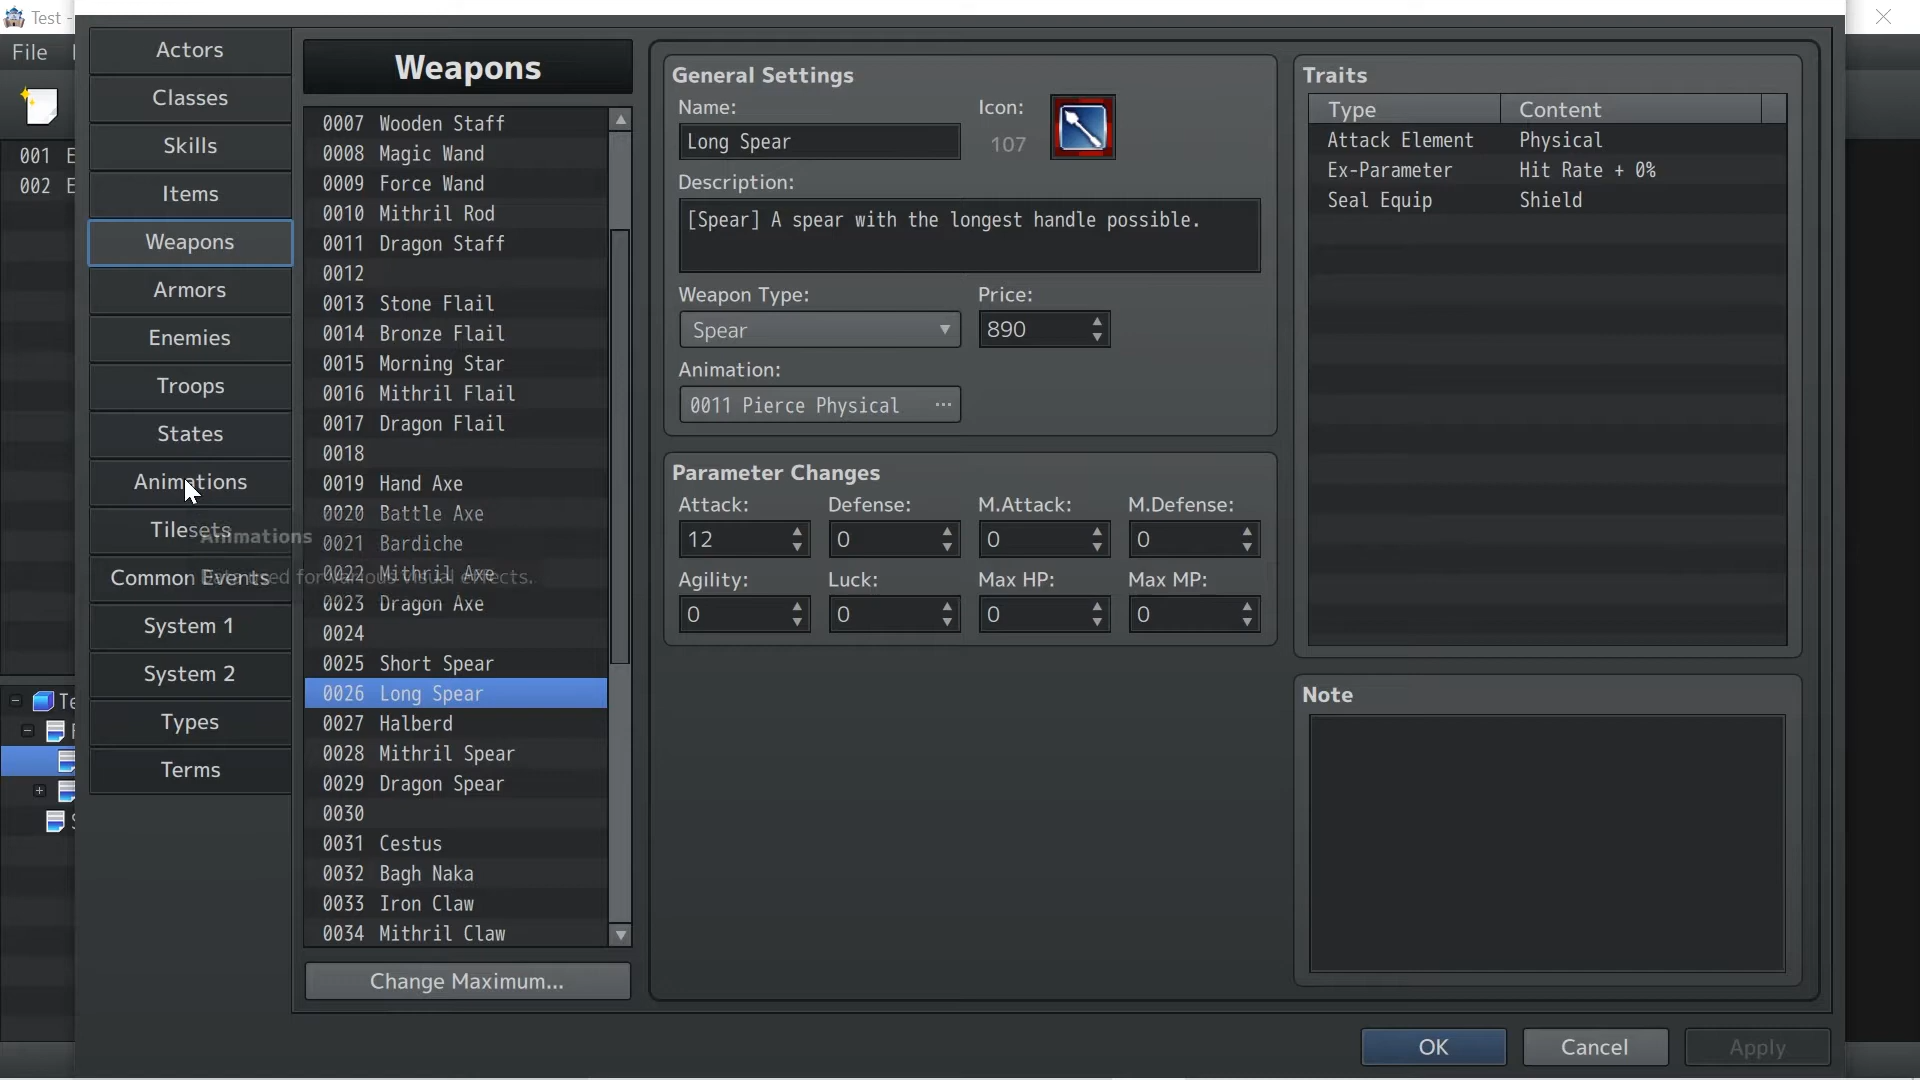 Test -
File
001 E
002 E
Actors
Classes
Skills
Items
Weapons
Armors
Enemies
Troops
States
Animations
Tilesets
Common Events
System 1
System 2
Types
Terms
Animations
Data used for various visual effects.
Weapons
0007 Wooden Staff
0008 Magic Wand
0009 Force Wand
0010 Mithril Rod
0011 Dragon Staff
0012
0013 Stone Flail
0014 Bronze Flail
0015 Morning Star
0016 Mithril Flail
0017 Dragon Flail
0018
0019 Hand Axe
0020 Battle Axe
0021 Bardiche
0022 Mithril Axe
0023 Dragon Axe
0024
0025 Short Spear
0026 Long Spear
0027 Halberd
0028 Mithril Spear
0029 Dragon Spear
0030
0031 Cestus
0032 Bagh Naka
0033 Iron Claw
0034 Mithril Claw
Change Maximum...
General Settings
Name: Icon:
Long Spear 107
Description:
[Spear] A spear with the longest handle possible.
Weapon Type: Price:
Spear 890
Animation:
0011 Pierce Physical ...
Parameter Changes
Attack: Defense: M.Attack: M.Defense:
12 0 0 0
Agility: Luck: Max HP: Max MP:
0 0 0 0
Traits
Type Content
Attack Element Physical
Ex-Parameter Hit Rate + 0%
Seal Equip Shield
Note
OK Cancel Apply